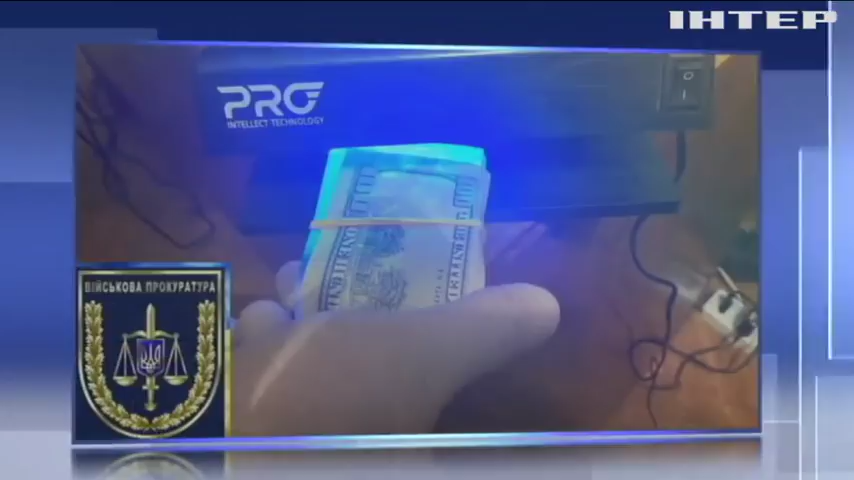 ІНТЕР
PRO
INTELLECT TECHNOLOGY
ВІЙСЬКОВА ПРОКУРАТУРА